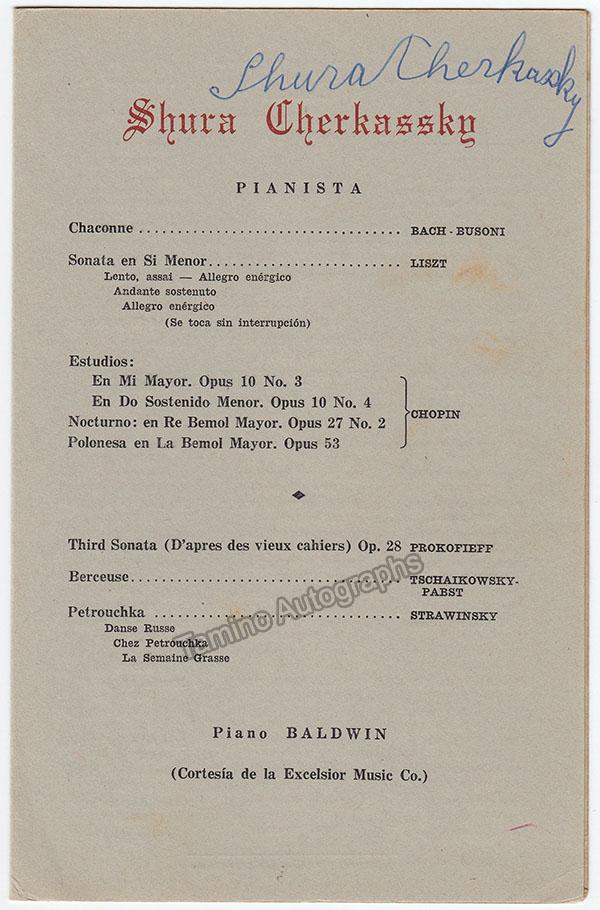 Shura Cherkassky
Shura Cherkassky
PIANISTA
Chaconne .................................. BACH - BUSONI
Sonata en Si Menor......................... LISZT
Lento, assai — Allegro enérgico
Andante sostenuto
Allegro enérgico
(Se toca sin interrupción)
Estudios:
En Mi Mayor. Opus 10 No. 3
En Do Sostenido Menor. Opus 10 No. 4
CHOPIN
Nocturno: en Re Bemol Mayor. Opus 27 No. 2
Polonesa en La Bemol Mayor. Opus 53
Third Sonata (D'apres des vieux cahiers) Op. 28 PROKOFIEFF
Berceuse................................... TSCHAIKOWSKY-
PABST
Petrouchka ................................ STRAWINSKY
Danse Russe
Chez Petrouchka
La Semaine Grasse
Tamino Autographs
Piano BALDWIN
(Cortesía de la Excelsior Music Co.)